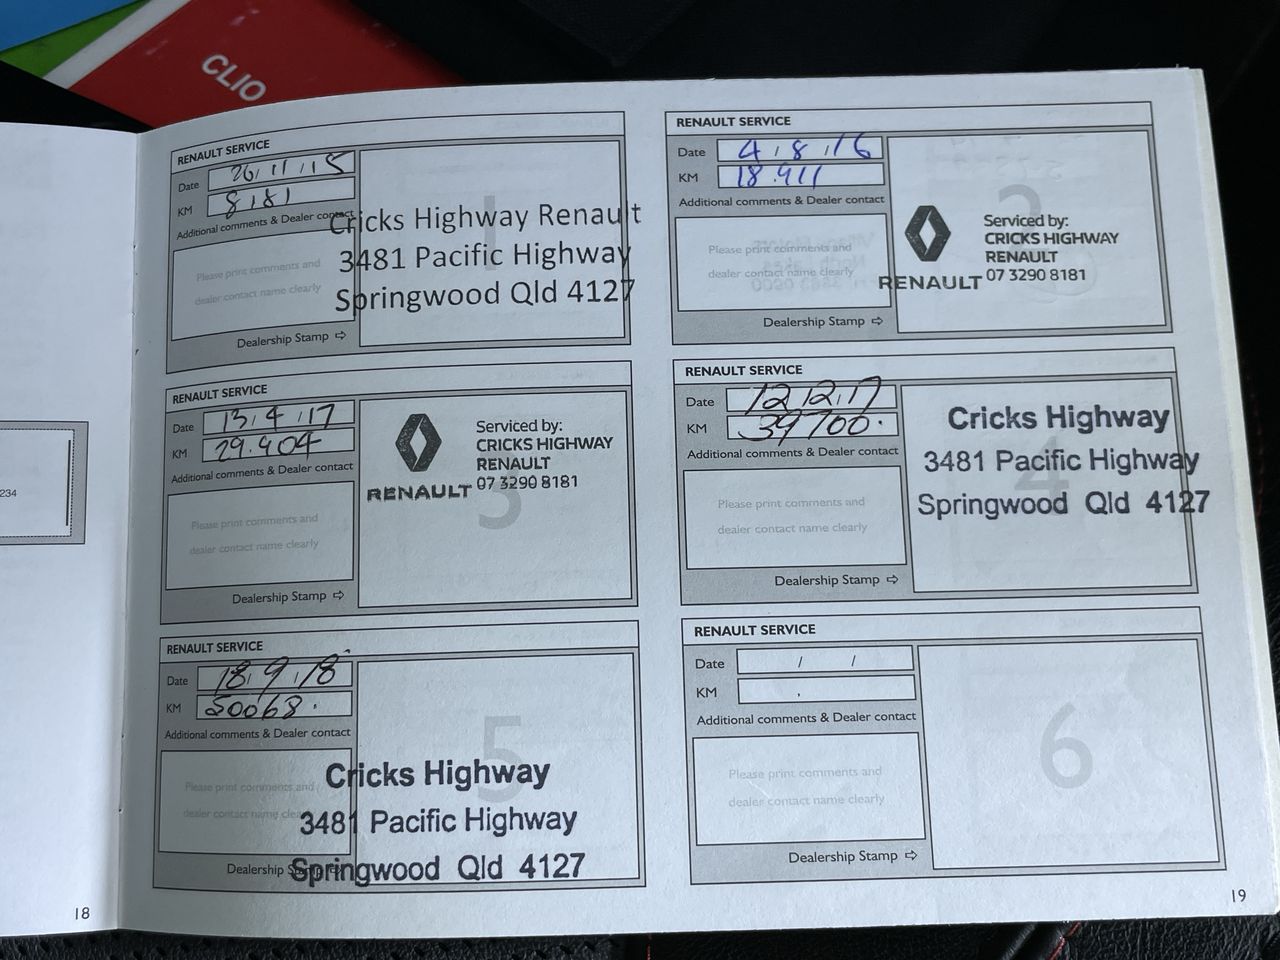 CLIO
234
18
RENAULT SERVICE
Date 26/11/15
KM 8181
Additional comments & Dealer contact
Please print comments and
dealer contact name clearly
Dealership Stamp ⇨
1
Cricks Highway Renault
3481 Pacific Highway
Springwood Qld 4127
RENAULT SERVICE
Date 4/8/16
KM 18.911
Additional comments & Dealer contact
Please print comments and
dealer contact name clearly
Dealership Stamp ⇨
2
RENAULT
Serviced by:
CRICKS HIGHWAY
RENAULT
07 3290 8181
RENAULT SERVICE
Date 13/4/17
KM 29.404
Additional comments & Dealer contact
Please print comments and
dealer contact name clearly
Dealership Stamp ⇨
3
RENAULT
Serviced by:
CRICKS HIGHWAY
RENAULT
07 3290 8181
RENAULT SERVICE
Date 12/12/17
KM 39700.
Additional comments & Dealer contact
Please print comments and
dealer contact name clearly
Dealership Stamp ⇨
4
Cricks Highway
3481 Pacific Highway
Springwood Qld 4127
RENAULT SERVICE
Date 18/9/18
KM 50068.
Additional comments & Dealer contact
Please print comments and
dealer contact name clearly
Dealership Stamp ⇨
5
Cricks Highway
3481 Pacific Highway
Springwood Qld 4127
RENAULT SERVICE
Date / /
KM .
Additional comments & Dealer contact
Please print comments and
dealer contact name clearly
Dealership Stamp ⇨
6
19